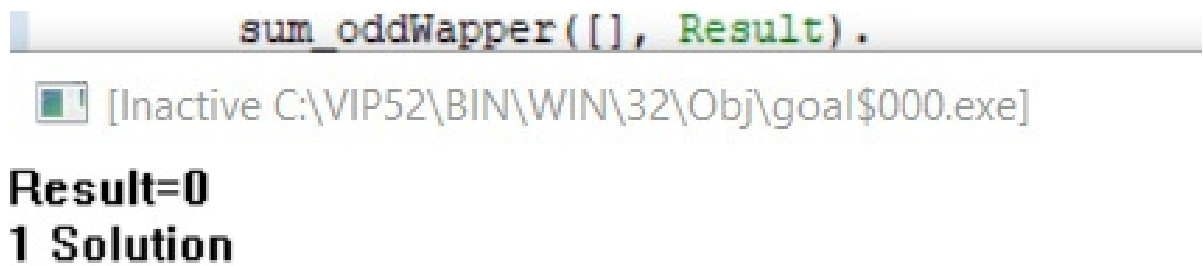 sum_oddWapper([], Result).
[Inactive C:\VIP52\BIN\WIN\32\Obj\goal$000.exe]
Result=0
1 Solution